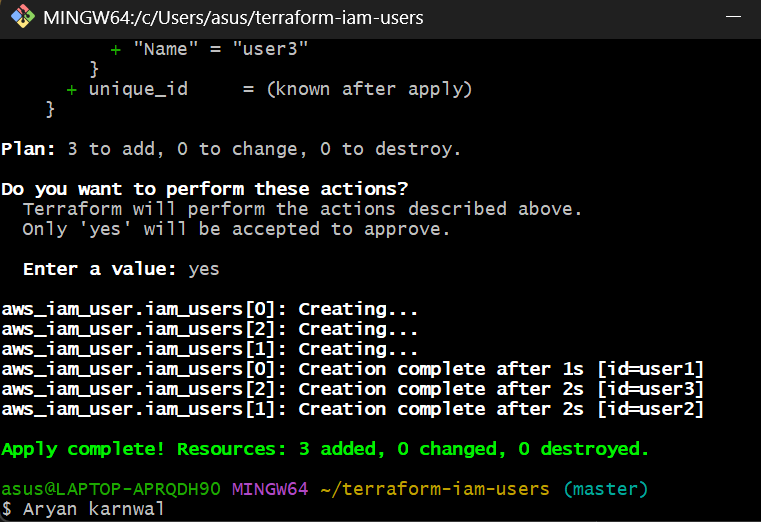 MINGW64:/c/Users/asus/terraform-iam-users
+ "Name" = "user3"
}
+ unique_id     = (known after apply)
}
Plan: 3 to add, 0 to change, 0 to destroy.
Do you want to perform these actions?
Terraform will perform the actions described above.
Only 'yes' will be accepted to approve.
Enter a value: yes
aws_iam_user.iam_users[0]: Creating...
aws_iam_user.iam_users[2]: Creating...
aws_iam_user.iam_users[1]: Creating...
aws_iam_user.iam_users[0]: Creation complete after 1s [id=user1]
aws_iam_user.iam_users[2]: Creation complete after 2s [id=user3]
aws_iam_user.iam_users[1]: Creation complete after 2s [id=user2]
Apply complete! Resources: 3 added, 0 changed, 0 destroyed.
asus@LAPTOP-APRQDH90 MINGW64 ~/terraform-iam-users (master)
$ Aryan karnwal